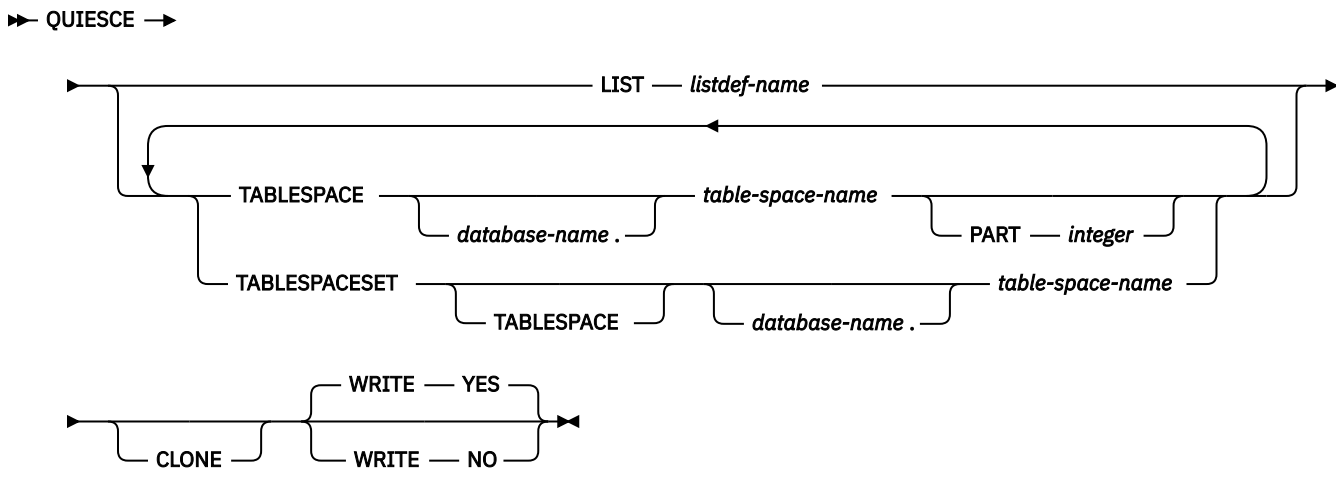 QUIESCE
LIST listdef-name
TABLESPACE table-space-name
database-name . PART integer
TABLESPACESET table-space-name
TABLESPACE database-name .
WRITE YES
CLONE WRITE NO